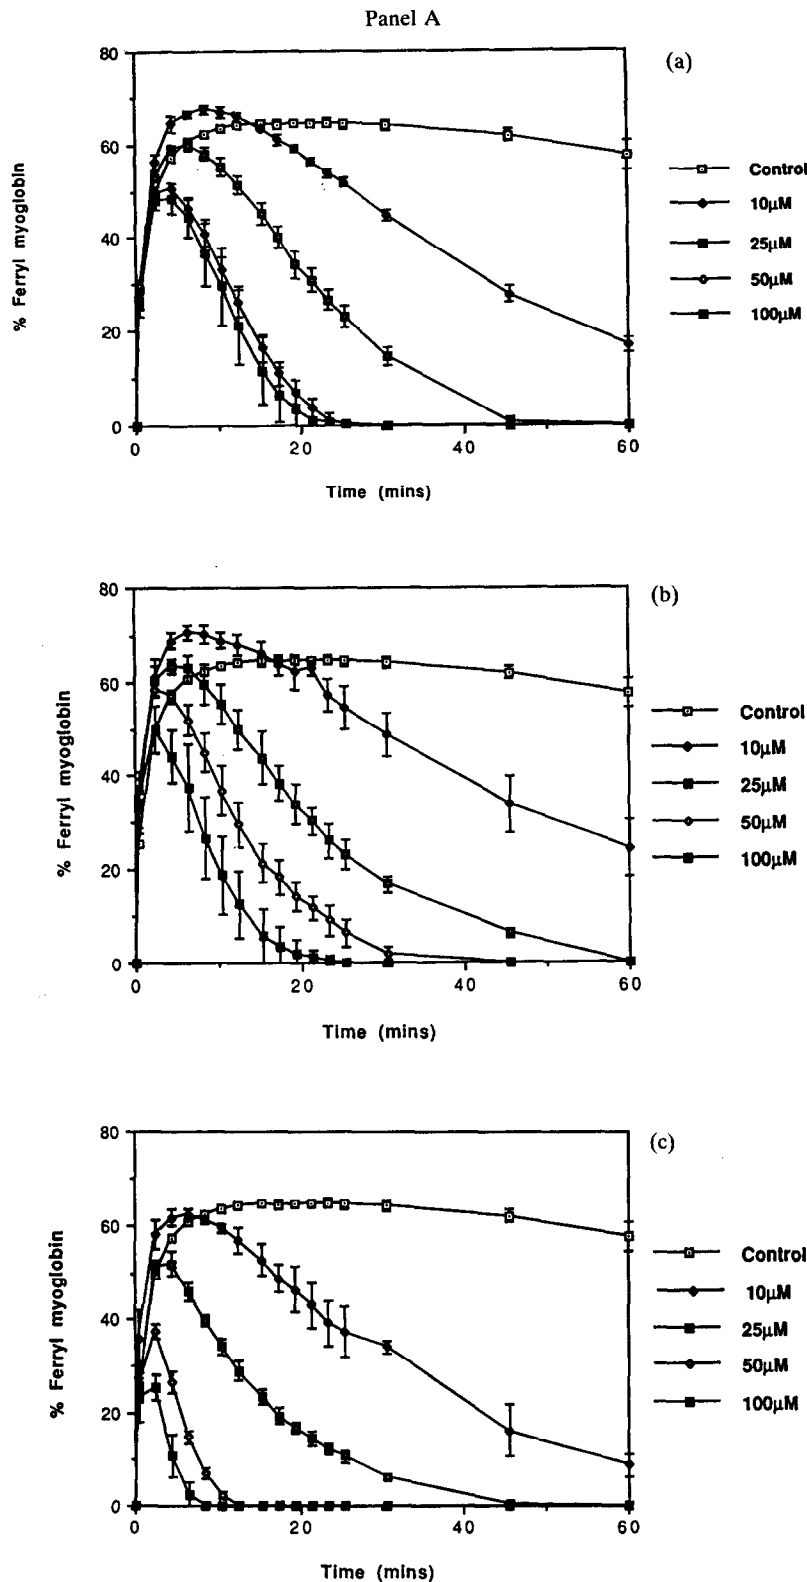 Panel A
(a)
80
60
40
20
0
% Ferryl myoglobin
0 20 40 60
Time (mins)
Control
10µM
25µM
50µM
100µM
(b)
80
60
40
20
0
% Ferryl myoglobin
0 20 40 60
Time (mins)
Control
10µM
25µM
50µM
100µM
(c)
80
60
40
20
0
% Ferryl myoglobin
0 20 40 60
Time (mins)
Control
10µM
25µM
50µM
100µM